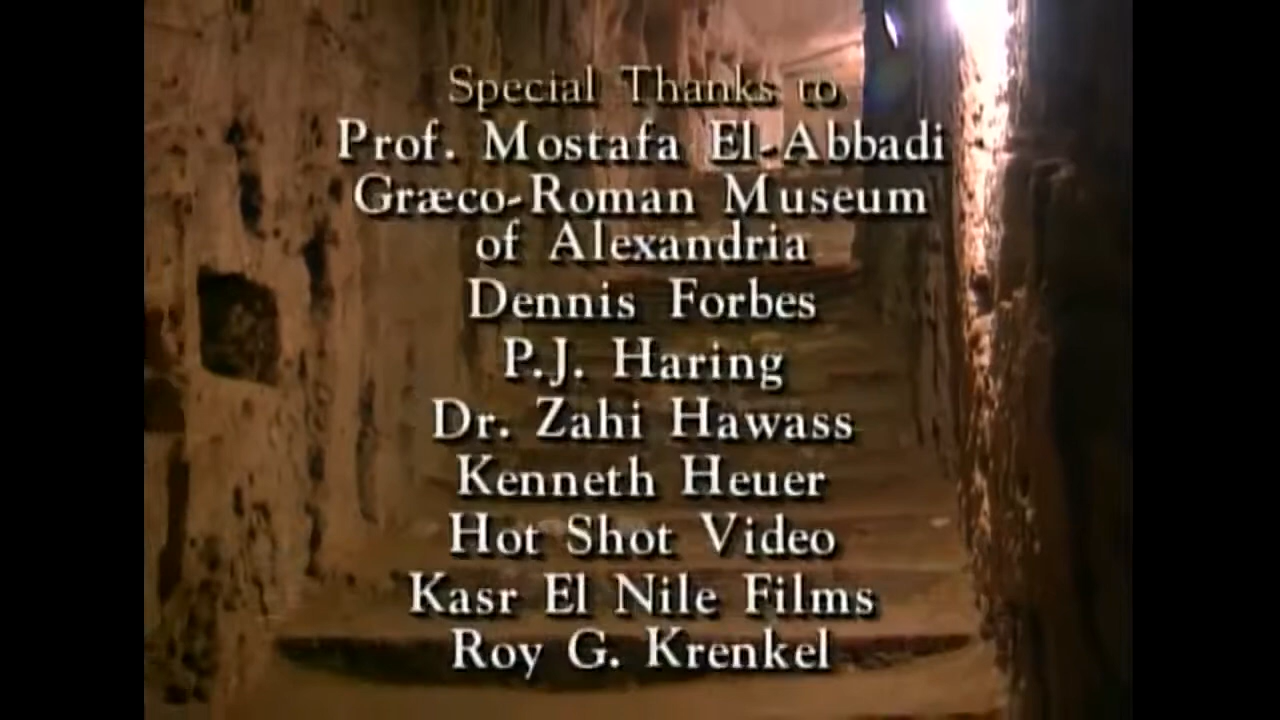 Special Thanks to
Prof. Mostafa El-Abbadi
Græco-Roman Museum
of Alexandria
Dennis Forbes
P.J. Haring
Dr. Zahi Hawass
Kenneth Heuer
Hot Shot Video
Kasr El Nile Films
Roy G. Krenkel